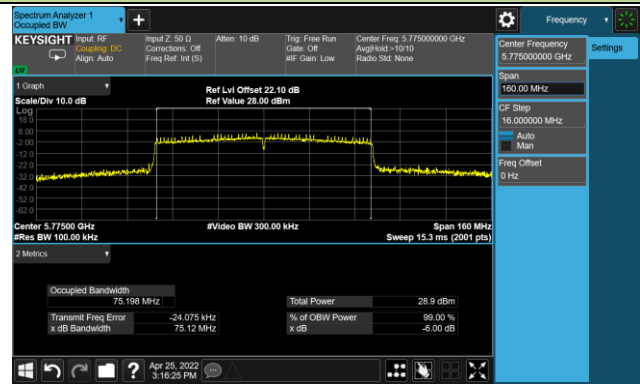 Spectrum Analyzer 1
Occupied BW
Frequency
KEYSIGHT
Input: RF
Coupling: DC
Align: Auto
Input Z: 50 Ω
Corrections: Off
Freq Ref: Int (S)
Atten: 10 dB
Trig: Free Run
Gate: Off
#IF Gain: Low
Center Freq: 5.775000000 GHz
Avg|Hold:>10/10
Radio Std: None
Center Frequency
5.775000000 GHz
Settings
Span
160.00 MHz
CF Step
16.000000 MHz
Auto
Man
Freq Offset
0 Hz
1 Graph
Scale/Div 10.0 dB
Ref Lvl Offset 22.10 dB
Ref Value 28.00 dBm
Log
18.0
8.00
-2.00
-12.0
-22.0
-32.0
-42.0
-52.0
-62.0
Center 5.77500 GHz
#Video BW 300.00 kHz
Span 160 MHz
#Res BW 100.00 kHz
Sweep 15.3 ms (2001 pts)
2 Metrics
Occupied Bandwidth
75.198 MHz
Total Power 28.9 dBm
Transmit Freq Error -24.075 kHz
% of OBW Power 99.00 %
x dB Bandwidth 75.12 MHz
x dB -6.00 dB
Apr 25, 2022
3:16:25 PM